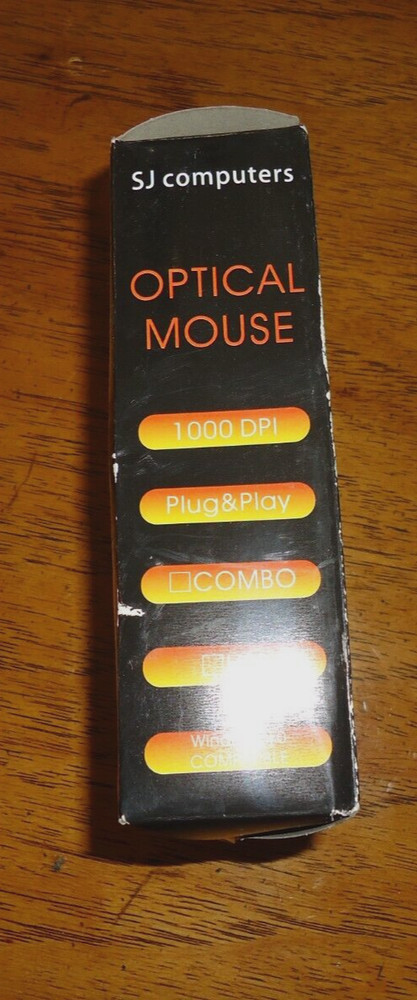 SJ computers
OPTICAL
MOUSE
1000 DPI
Plug&Play
☐COMBO